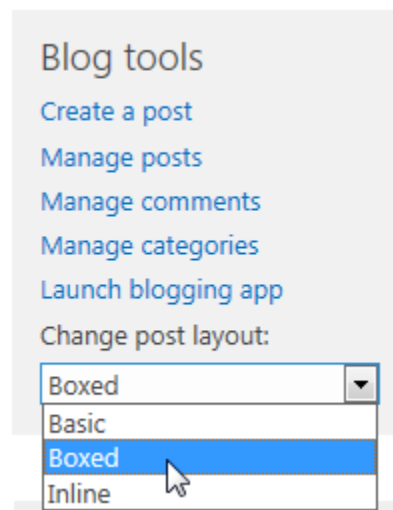 Blog tools
Create a post
Manage posts
Manage comments
Manage categories
Launch blogging app
Change post layout:
Boxed
Basic
Boxed
Inline